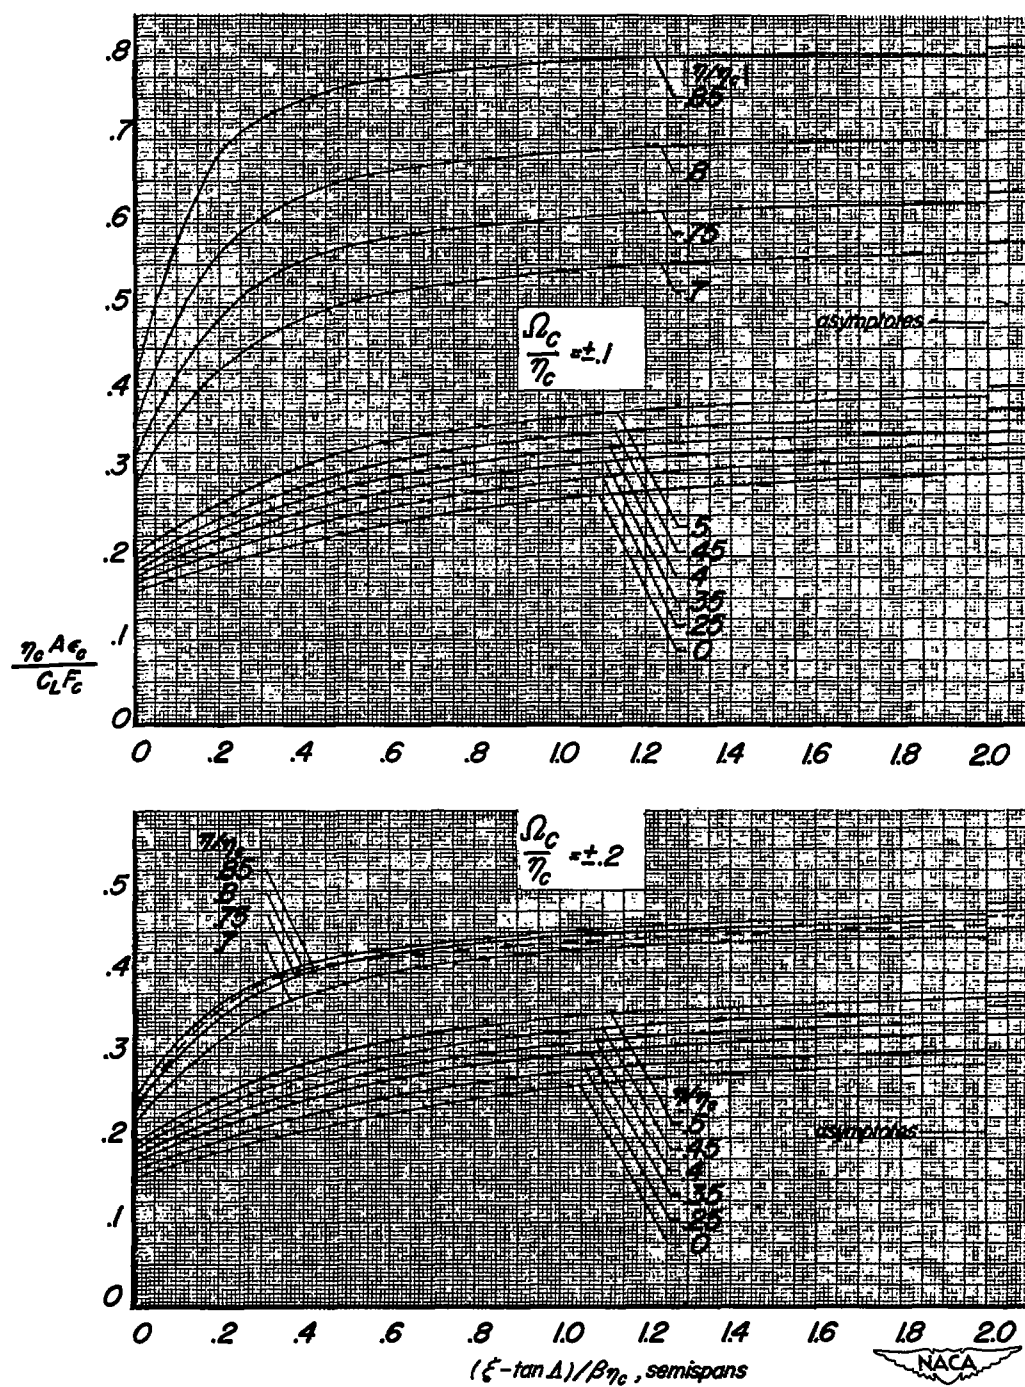 .8
.7
.6
.5
.4
.3
.2
.1
0
η/η_c
.85
.8
.75
.7
asymptotes
Ω_C/η_C = ±.1
.5
.45
.4
.35
.25
0
η_c A ϵ_c / C_L F_C
0 .2 .4 .6 .8 1.0 1.2 1.4 1.6 1.8 2.0
η/η_c
.85
.8
.75
.7
Ω_C/η_C = ±.2
.5
.4
.3
.2
.1
0
η/η_c
.5
.45
.4
.35
.25
0
asymptotes
0 .2 .4 .6 .8 1.0 1.2 1.4 1.6 1.8 2.0
(ξ-tan Λ)/βη_c, semispans
NACA